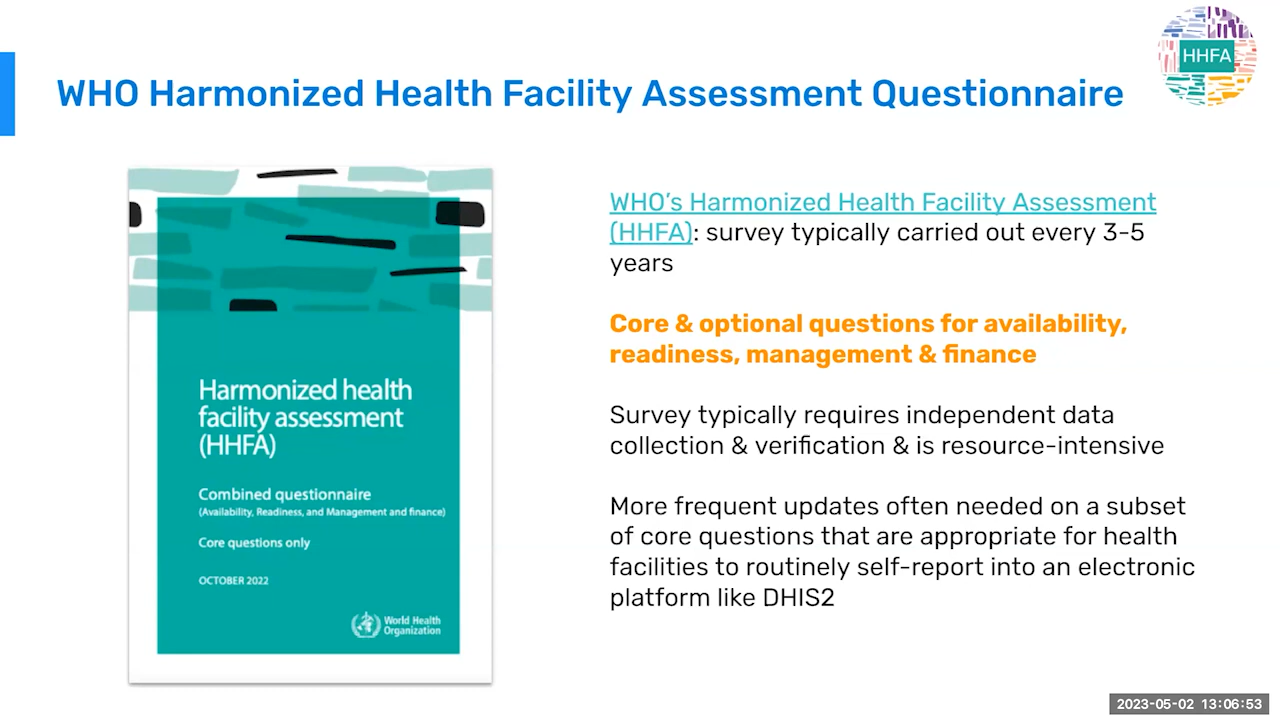 HHFA
WHO Harmonized Health Facility Assessment Questionnaire
Harmonized health
facility assessment
(HHFA)
Combined questionnaire
(Availability, Readiness, and Management and finance)
Core questions only
OCTOBER 2022
World Health
Organization
WHO's Harmonized Health Facility Assessment
(HHFA): survey typically carried out every 3-5
years
Core & optional questions for availability,
readiness, management & finance
Survey typically requires independent data
collection & verification & is resource-intensive
More frequent updates often needed on a subset
of core questions that are appropriate for health
facilities to routinely self-report into an electronic
platform like DHIS2
2023-05-02 13:06:53